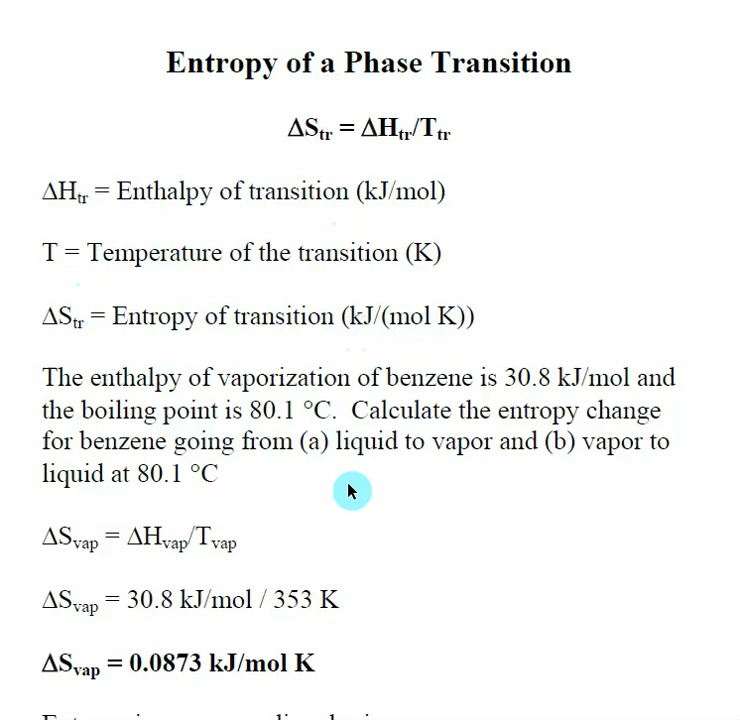 Entropy of a Phase Transition
ΔStr = ΔHtr/Ttr
ΔHtr = Enthalpy of transition (kJ/mol)
T = Temperature of the transition (K)
ΔStr = Entropy of transition (kJ/(mol K))
The enthalpy of vaporization of benzene is 30.8 kJ/mol and
the boiling point is 80.1 °C. Calculate the entropy change
for benzene going from (a) liquid to vapor and (b) vapor to
liquid at 80.1 °C
ΔSvap = ΔHvap/Tvap
ΔSvap = 30.8 kJ/mol / 353 K
ΔSvap = 0.0873 kJ/mol K